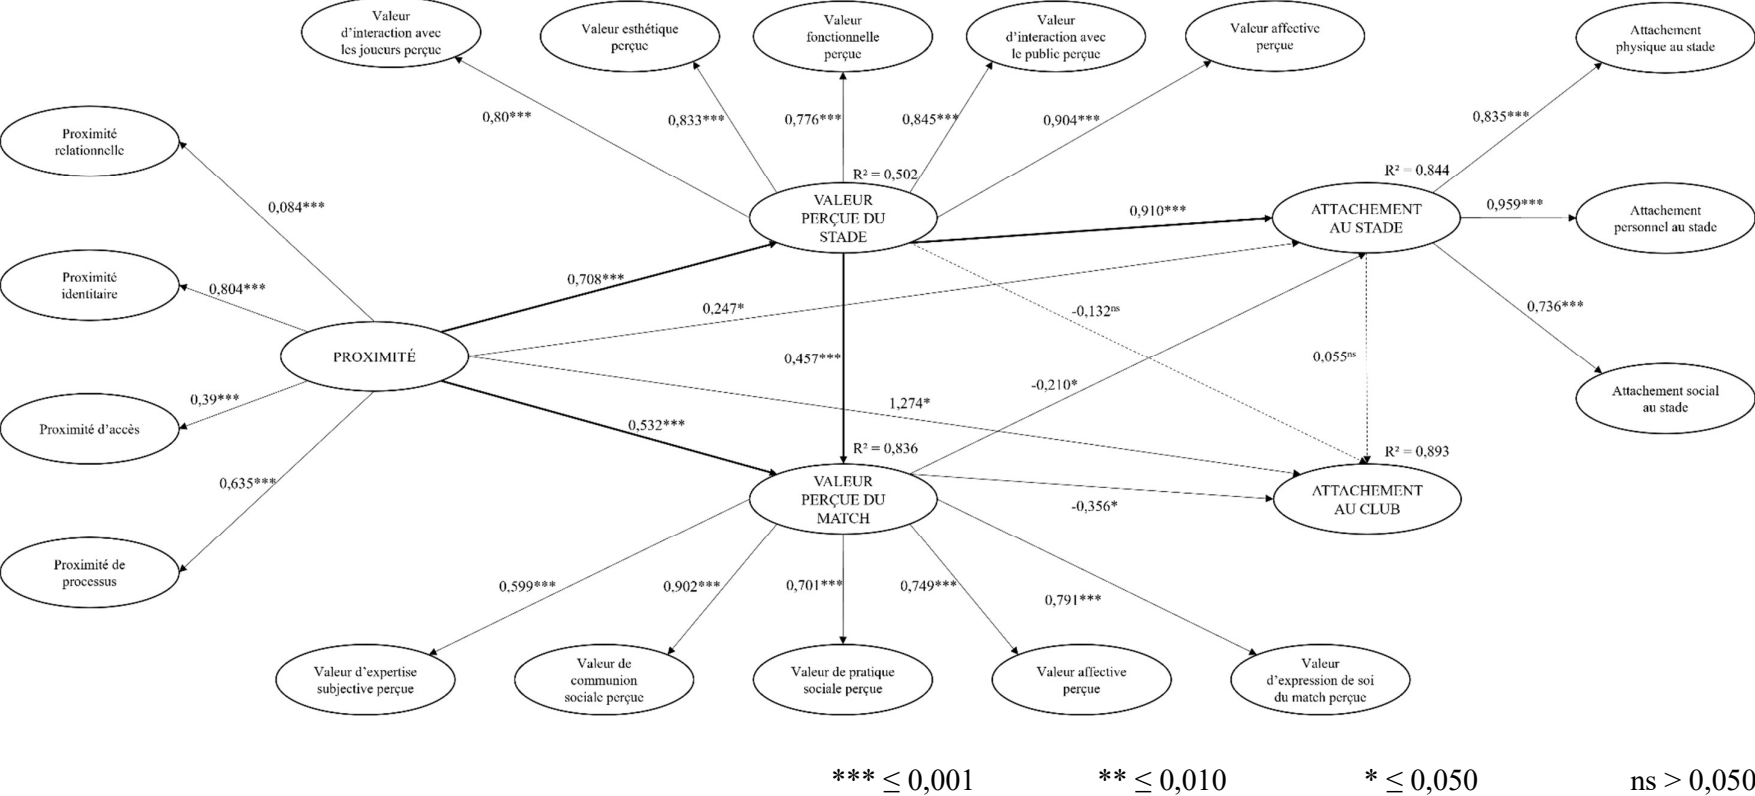 Valeur
d’interaction avec
les joueurs perçue
Valeur esthétique
perçue
Valeur
fonctionnelle
perçue
Valeur
d’interaction avec
le public perçue
Valeur affective
perçue
Attachement
physique au stade
0,80***
0,833***
0,776***
0,845***
0,904***
0,835***
Proximité
relationnelle
R² = 0,502
R² = 0.844
0,084***
VALEUR
PERÇUE DU
STADE
0,910***
ATTACHEMENT
AU STADE
0,959***
Attachement
personnel au stade
Proximité
identitaire
0,804***
0,708***
0,247*
-0,132ns
0,736***
PROXIMITÉ
0,457***
0,055ns
-0,210*
0,39***
1,274*
Attachement social
au stade
Proximité d’accès
0,532***
R² = 0,836
R² = 0,893
0,635***
VALEUR
PERÇUE DU
MATCH
-0,356*
ATTACHEMENT
AU CLUB
Proximité de
processus
0,599***
0,902***
0,701***
0,749***
0,791***
Valeur d’expertise
subjective perçue
Valeur de
communion
sociale perçue
Valeur de pratique
sociale perçue
Valeur affective
perçue
Valeur
d’expression de soi
du match perçue
*** ≤ 0,001 ** ≤ 0,010 * ≤ 0,050 ns > 0,050